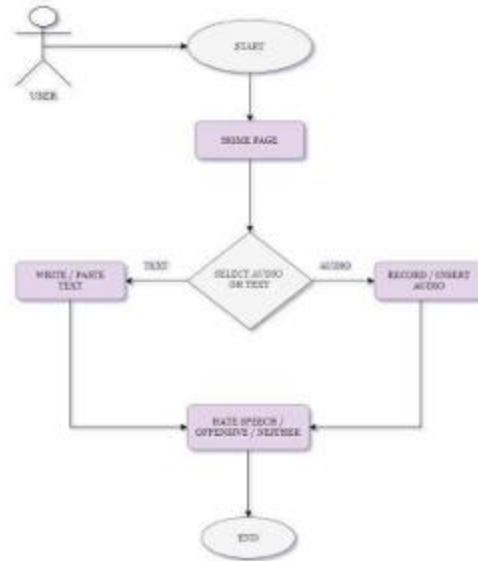 START
USER
HOME PAGE
TEXT
SELECT AUDIO
OR TEXT
AUDIO
WRITE / PASTE
TEXT
RECORD / INSERT
AUDIO
HATE SPEECH /
OFFENSIVE / NEITHER
END